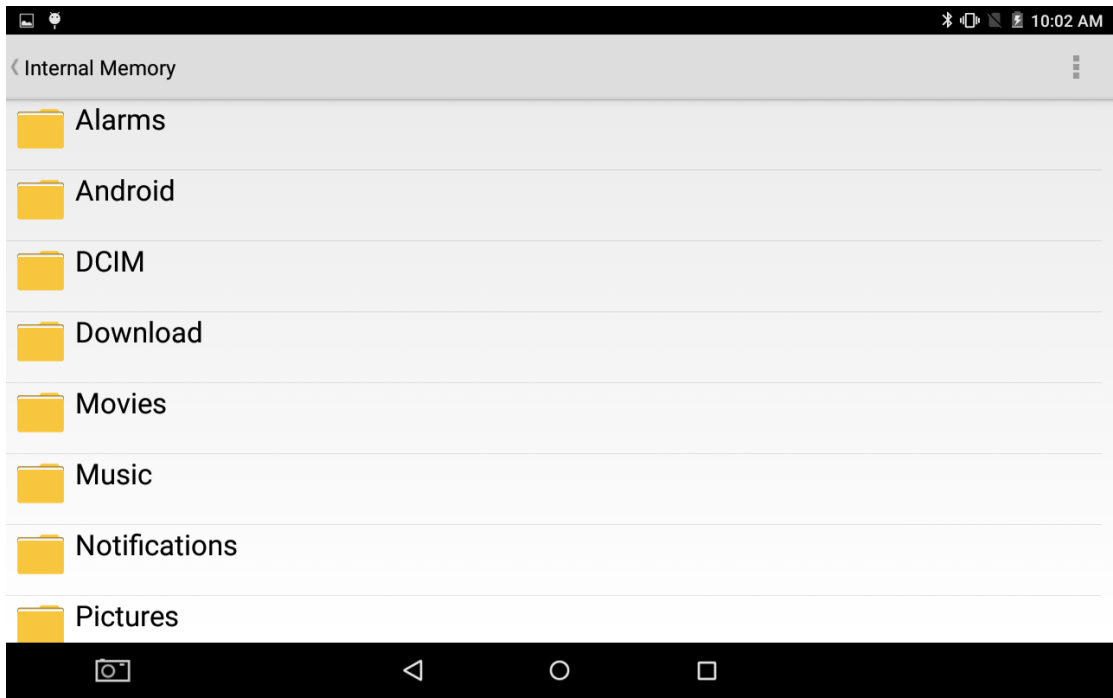 10:02 AM
Internal Memory
Alarms
Android
DCIM
Download
Movies
Music
Notifications
Pictures